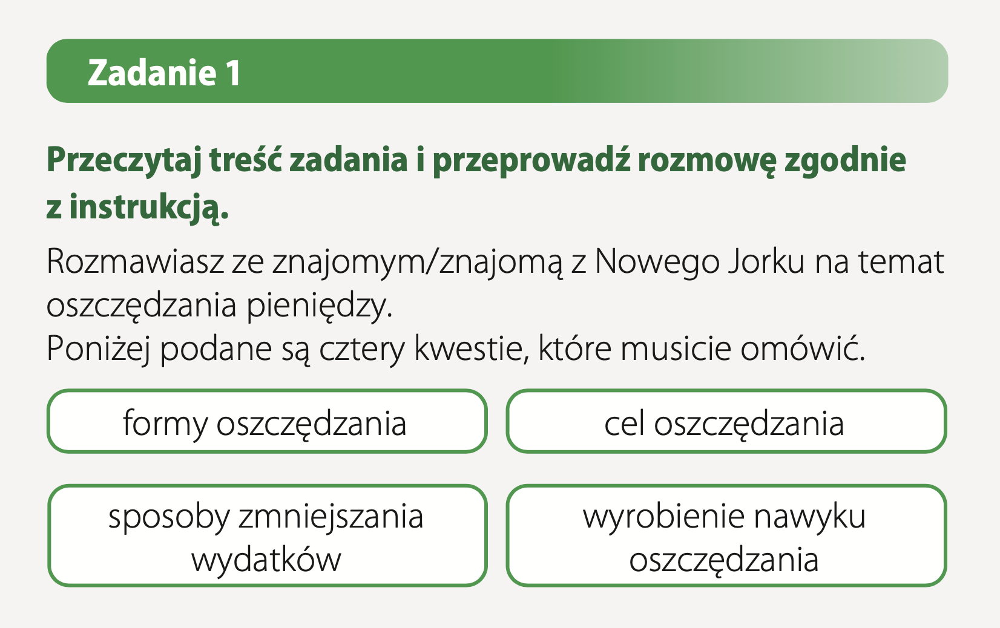 Zadanie 1
Przeczytaj treść zadania i przeprowadź rozmowę zgodnie
z instrukcją.
Rozmawiasz ze znajomym/znajomą z Nowego Jorku na temat
oszczędzania pieniędzy.
Poniżej podane są cztery kwestie, które musicie omówić.
formy oszczędzania
cel oszczędzania
sposoby zmniejszania
wydatków
wyrobienie nawyku
oszczędzania